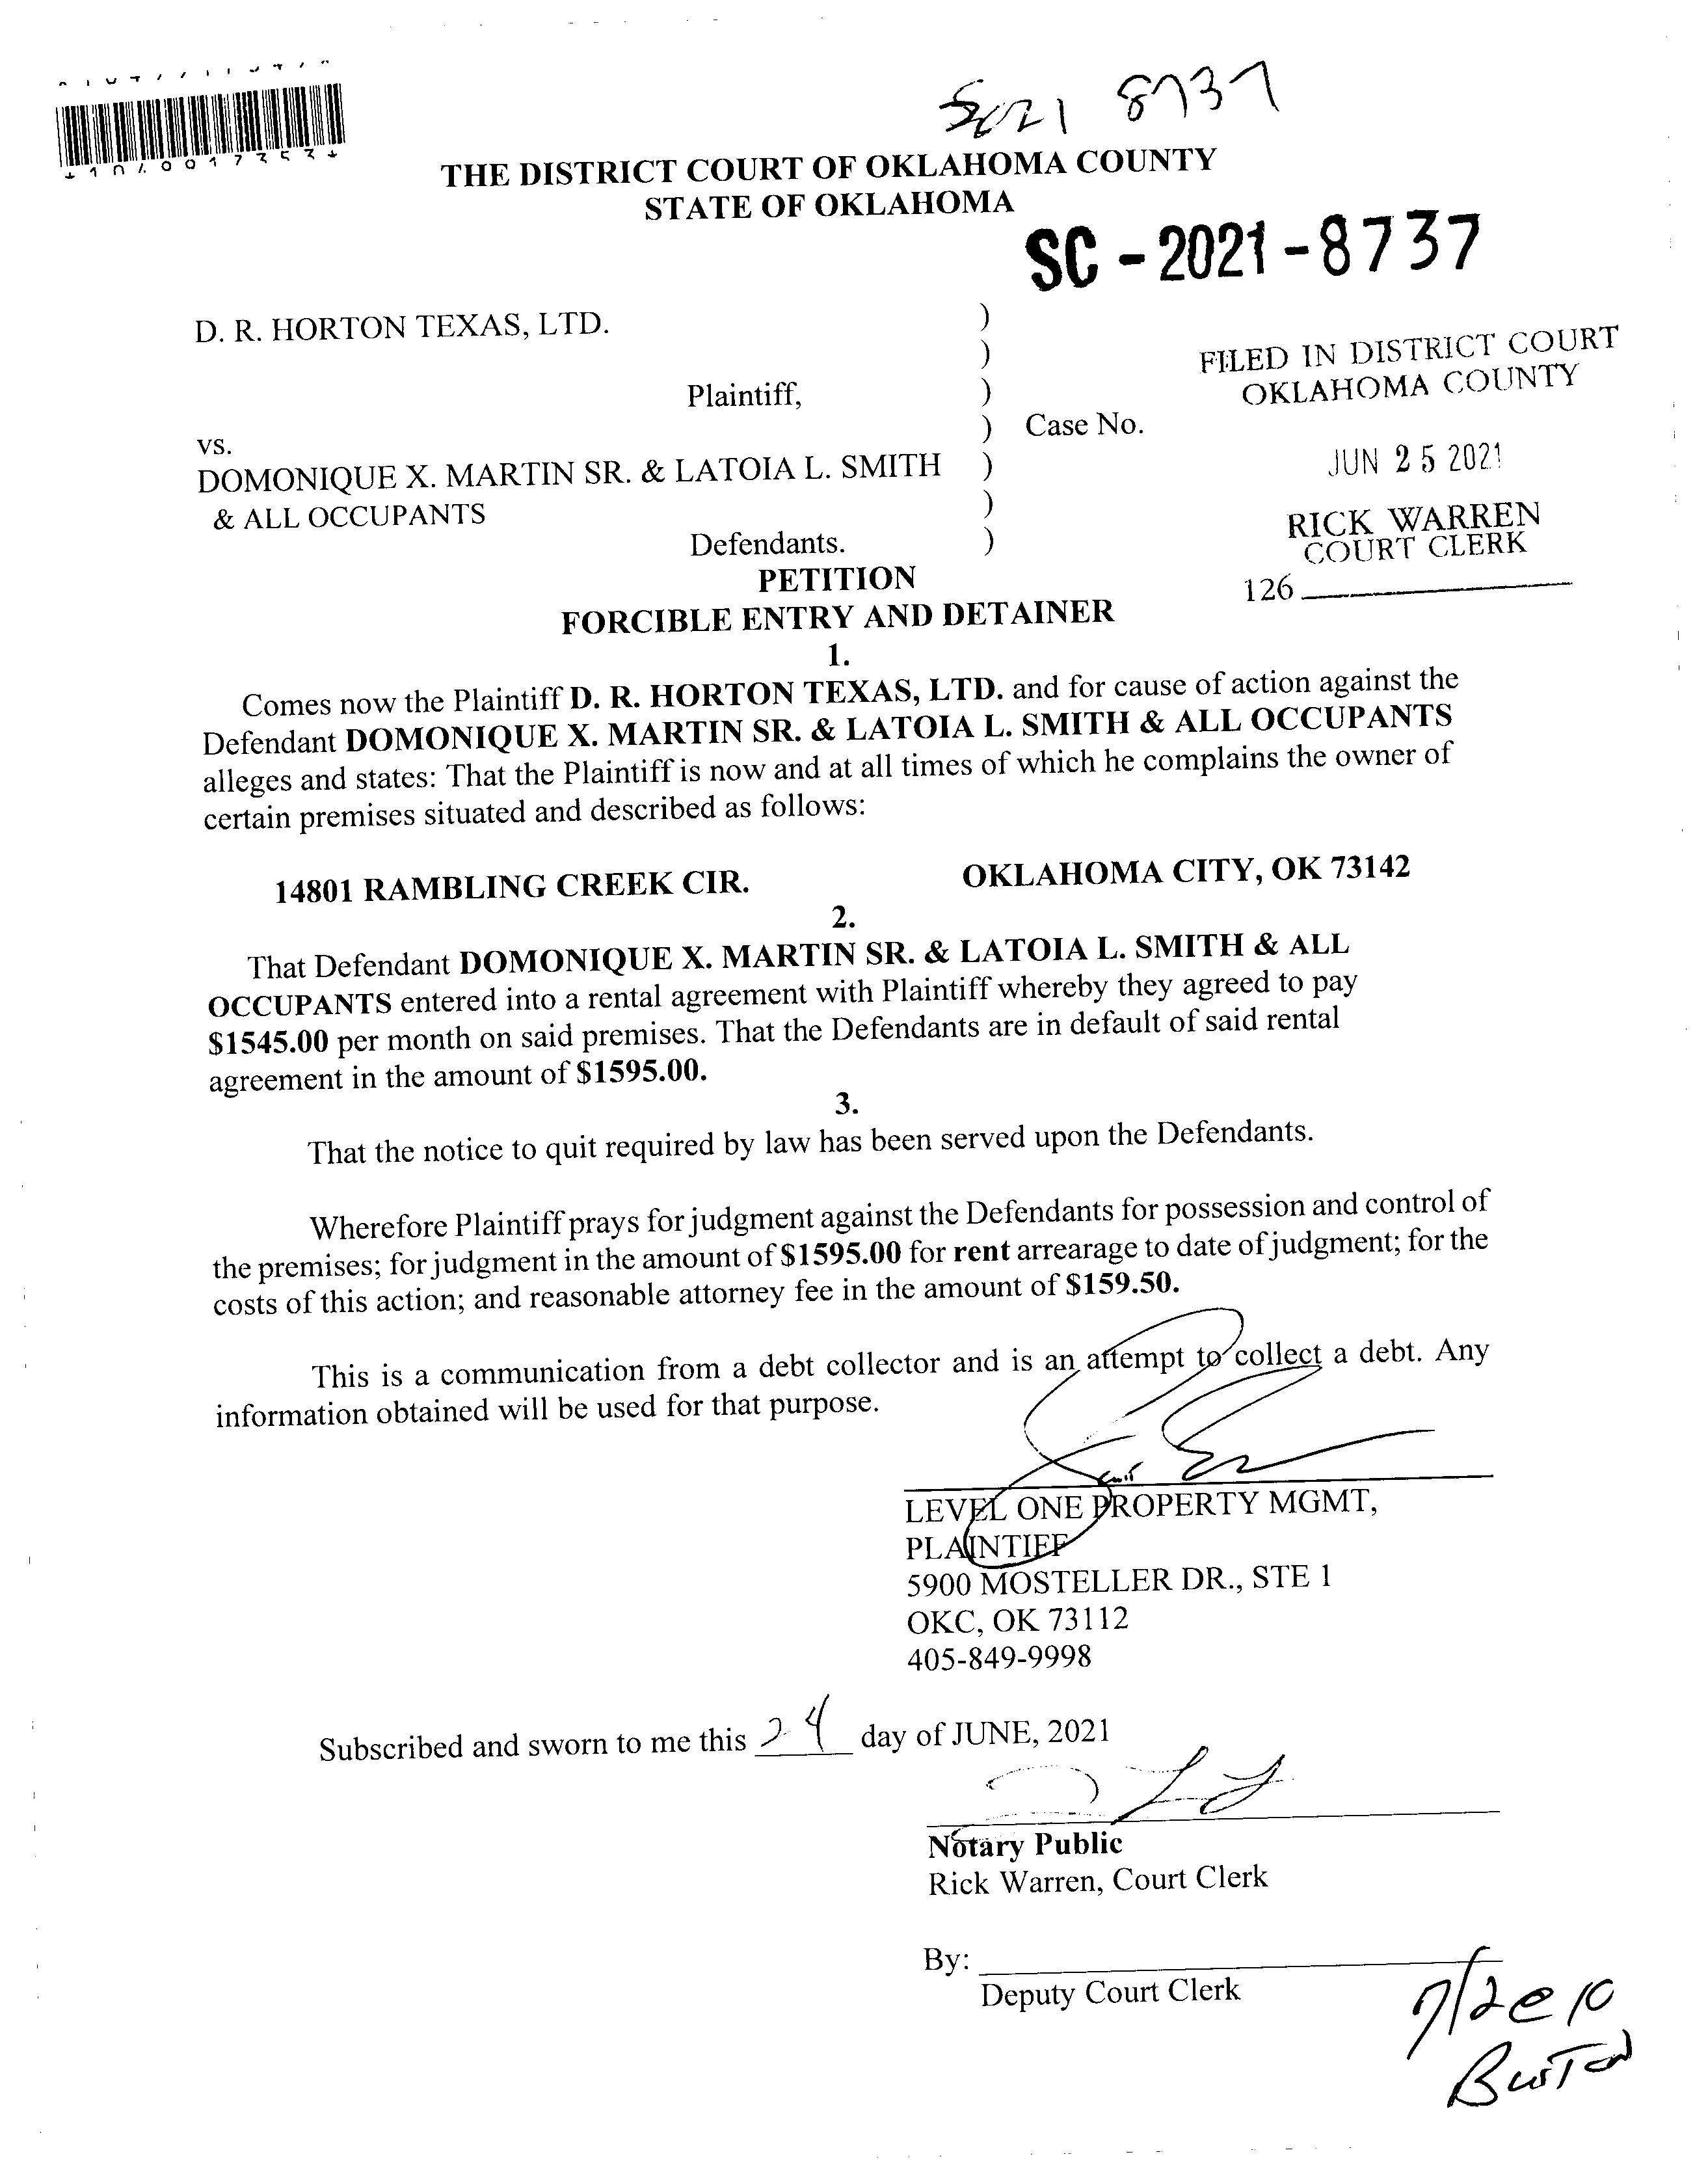 2021 8737
THE DISTRICT COURT OF OKLAHOMA COUNTY
STATE OF OKLAHOMA
SC - 2021 - 8737
D. R. HORTON TEXAS, LTD. )
)
Plaintiff, )
vs. ) Case No.
DOMONIQUE X. MARTIN SR. & LATOIA L. SMITH )
& ALL OCCUPANTS )
Defendants. )
FILED IN DISTRICT COURT
OKLAHOMA COUNTY
JUN 25 2021
RICK WARREN
COURT CLERK
126
PETITION
FORCIBLE ENTRY AND DETAINER
1.
Comes now the Plaintiff D. R. HORTON TEXAS, LTD. and for cause of action against the
Defendant DOMONIQUE X. MARTIN SR. & LATOIA L. SMITH & ALL OCCUPANTS
alleges and states: That the Plaintiff is now and at all times of which he complains the owner of
certain premises situated and described as follows:
14801 RAMBLING CREEK CIR. OKLAHOMA CITY, OK 73142
2.
That Defendant DOMONIQUE X. MARTIN SR. & LATOIA L. SMITH & ALL
OCCUPANTS entered into a rental agreement with Plaintiff whereby they agreed to pay
$1545.00 per month on said premises. That the Defendants are in default of said rental
agreement in the amount of $1595.00.
3.
That the notice to quit required by law has been served upon the Defendants.
Wherefore Plaintiff prays for judgment against the Defendants for possession and control of
the premises; for judgment in the amount of $1595.00 for rent arrearage to date of judgment; for the
costs of this action; and reasonable attorney fee in the amount of $159.50.
This is a communication from a debt collector and is an attempt to collect a debt. Any
information obtained will be used for that purpose.
LEVEL ONE PROPERTY MGMT,
PLAINTIFF
5900 MOSTELLER DR., STE 1
OKC, OK 73112
405-849-9998
Subscribed and sworn to me this 24 day of JUNE, 2021
Notary Public
Rick Warren, Court Clerk
By:
Deputy Court Clerk
7/2 @ 10